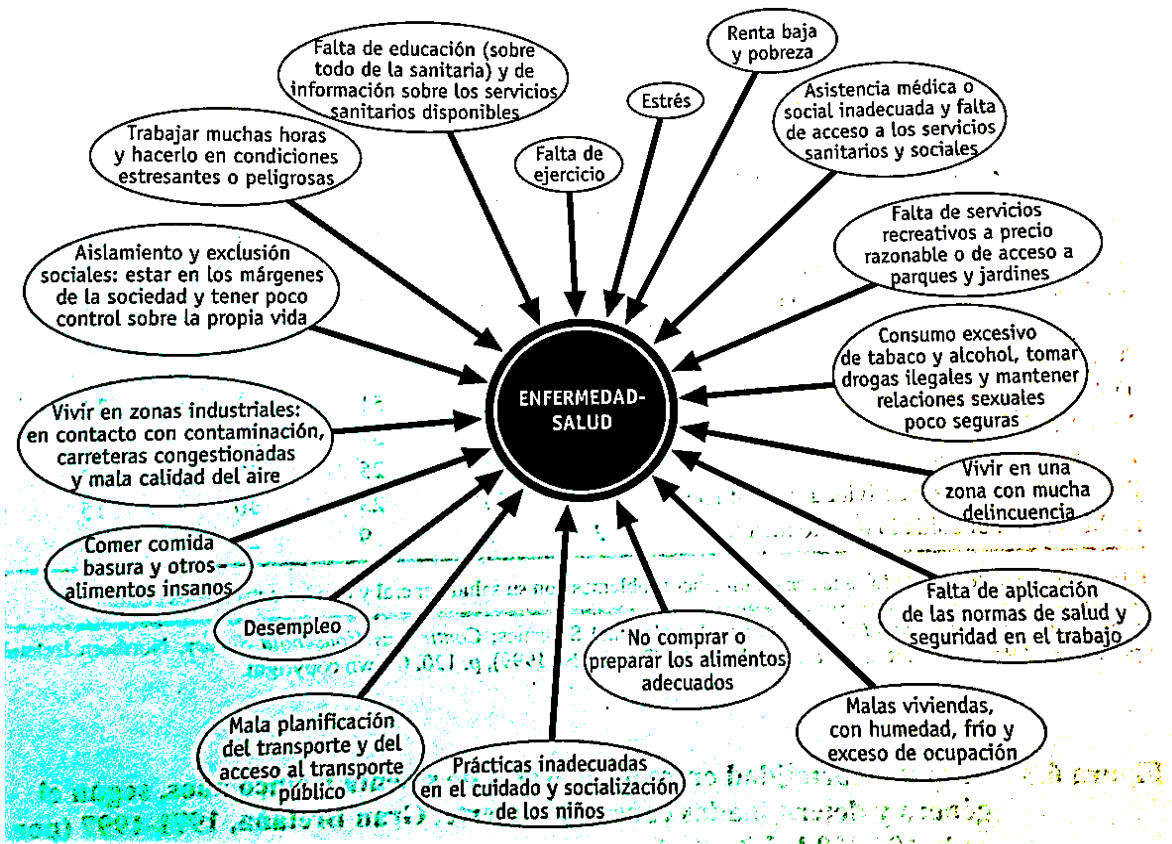 Renta baja
y pobreza
Falta de educación (sobre
todo de la sanitaria) y de
información sobre los servicios
sanitarios disponibles
Estrés
Asistencia médica o
social inadecuada y falta
de acceso a los servicios
sanitarios y sociales
Trabajar muchas horas
y hacerlo en condiciones
estresantes o peligrosas
Falta de
ejercicio
Falta de servicios
recreativos a precio
razonable o de acceso a
parques y jardines
Aislamiento y exclusión
sociales: estar en los márgenes
de la sociedad y tener poco
control sobre la propia vida
Consumo excesivo
de tabaco y alcohol, tomar
drogas ilegales y mantener
relaciones sexuales
poco seguras
ENFERMEDAD-
SALUD
Vivir en zonas industriales:
en contacto con contaminación,
carreteras congestionadas
y mala calidad del aire
Vivir en una
zona con mucha
delincuencia
Comer comida
basura y otros
alimentos insanos
Falta de aplicación
de las normas de salud y
seguridad en el trabajo
Desempleo
No comprar o
preparar los alimentos
adecuados
Malas viviendas,
con humedad, frío y
exceso de ocupación
Mala planificación
del transporte y del
acceso al transporte
público
Prácticas inadecuadas
en el cuidado y socialización
de los niños